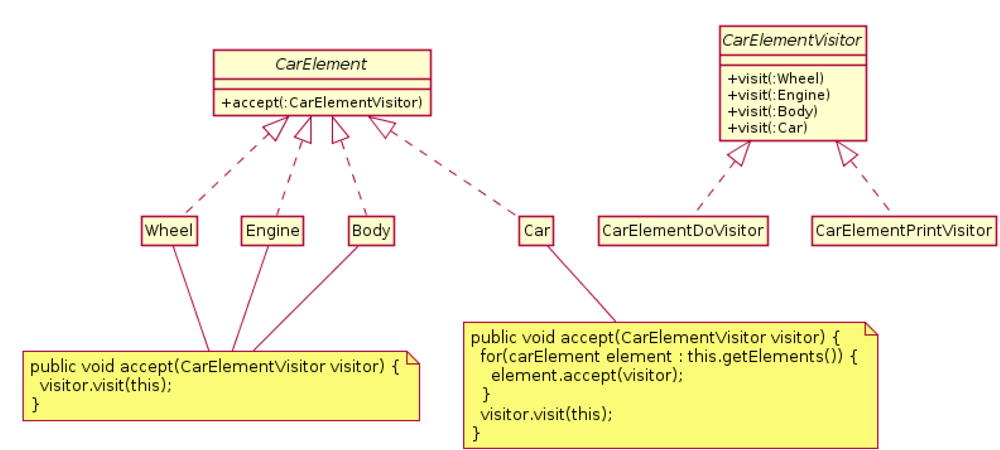 CarElement
+accept(:CarElementVisitor)
CarElementVisitor
+visit(:Wheel)
+visit(:Engine)
+visit(:Body)
+visit(:Car)
Wheel
Engine
Body
Car
CarElementDoVisitor
CarElementPrintVisitor
public void accept(CarElementVisitor visitor) {
visitor.visit(this);
}
public void accept(CarElementVisitor visitor) {
for(carElement element : this.getElements()) {
element.accept(visitor);
}
visitor.visit(this);
}